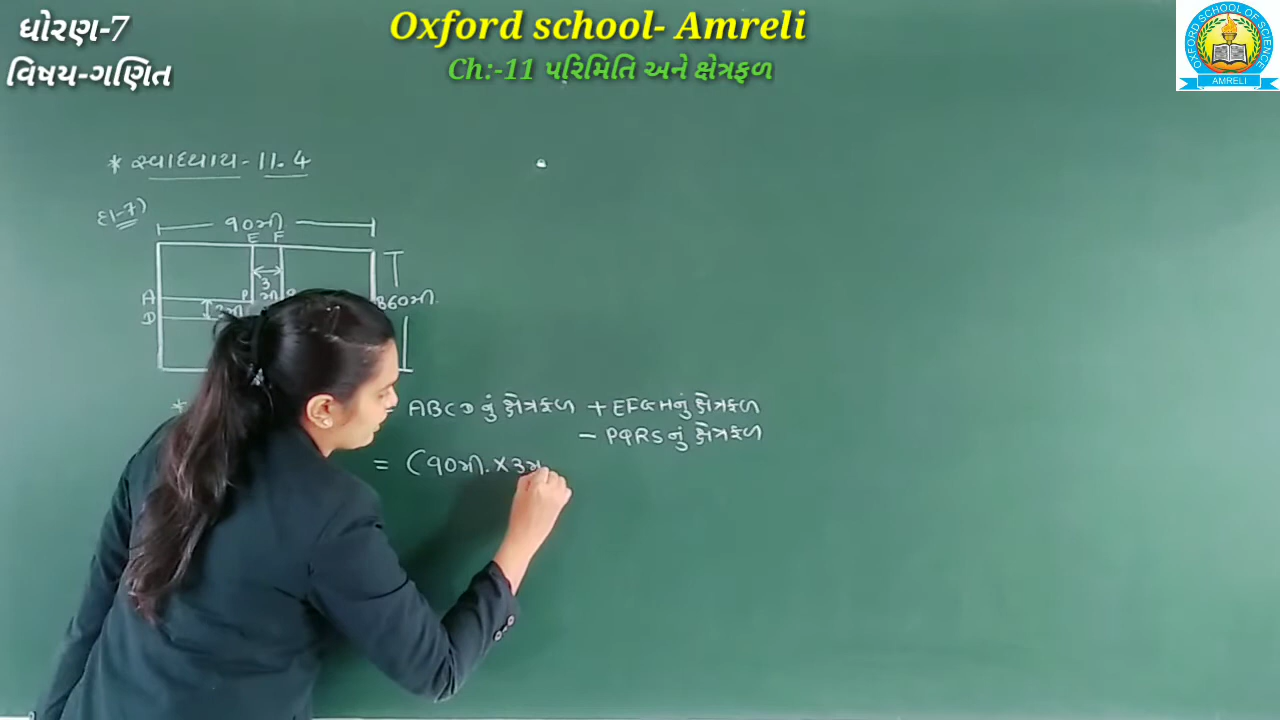 ધોરણ-7
વિષય-ગણિત
Oxford school- Amreli
Ch:-11 પરિમિતિ અને ક્ષેત્રફળ
OXFORD SCHOOL OF SCIENCE
AMRELI
* સ્વાધ્યાય-11.4
દા-7)
90મી
E F
3
મી
A P B 60મી.
D
*
= ABCD નું ક્ષેત્રફળ + EFGHનું ક્ષેત્રફળ
- PQRS નું ક્ષેત્રફળ
= (90મી. × 3મ